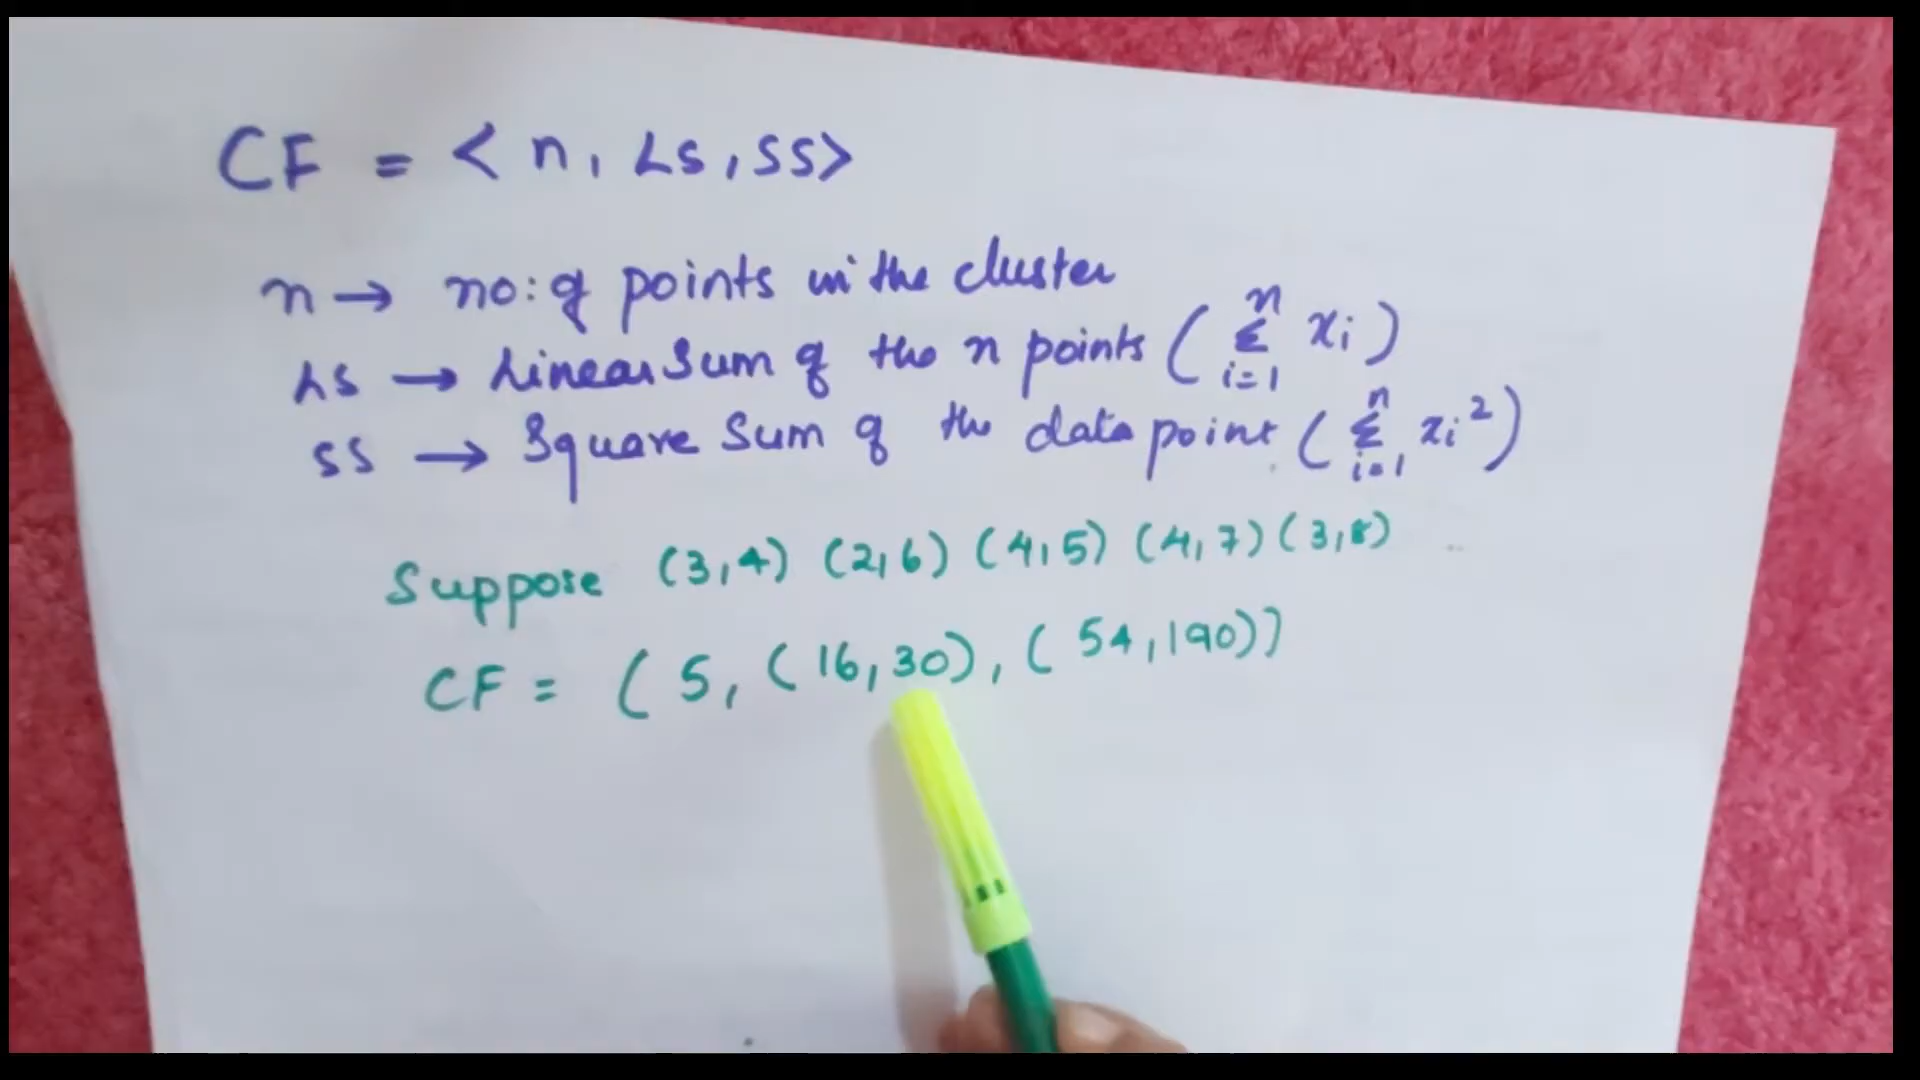 CF = < n, LS, SS>
n → no: of points in the cluster
LS → Linear Sum of the n points ( n Σ i=1 xi )
SS → Square Sum of the data point ( n Σ i=1 xi² )
Suppose (3,4) (2,6) (4,5) (4,7) (3,8)
CF = ( 5, ( 16,30), ( 54,190))